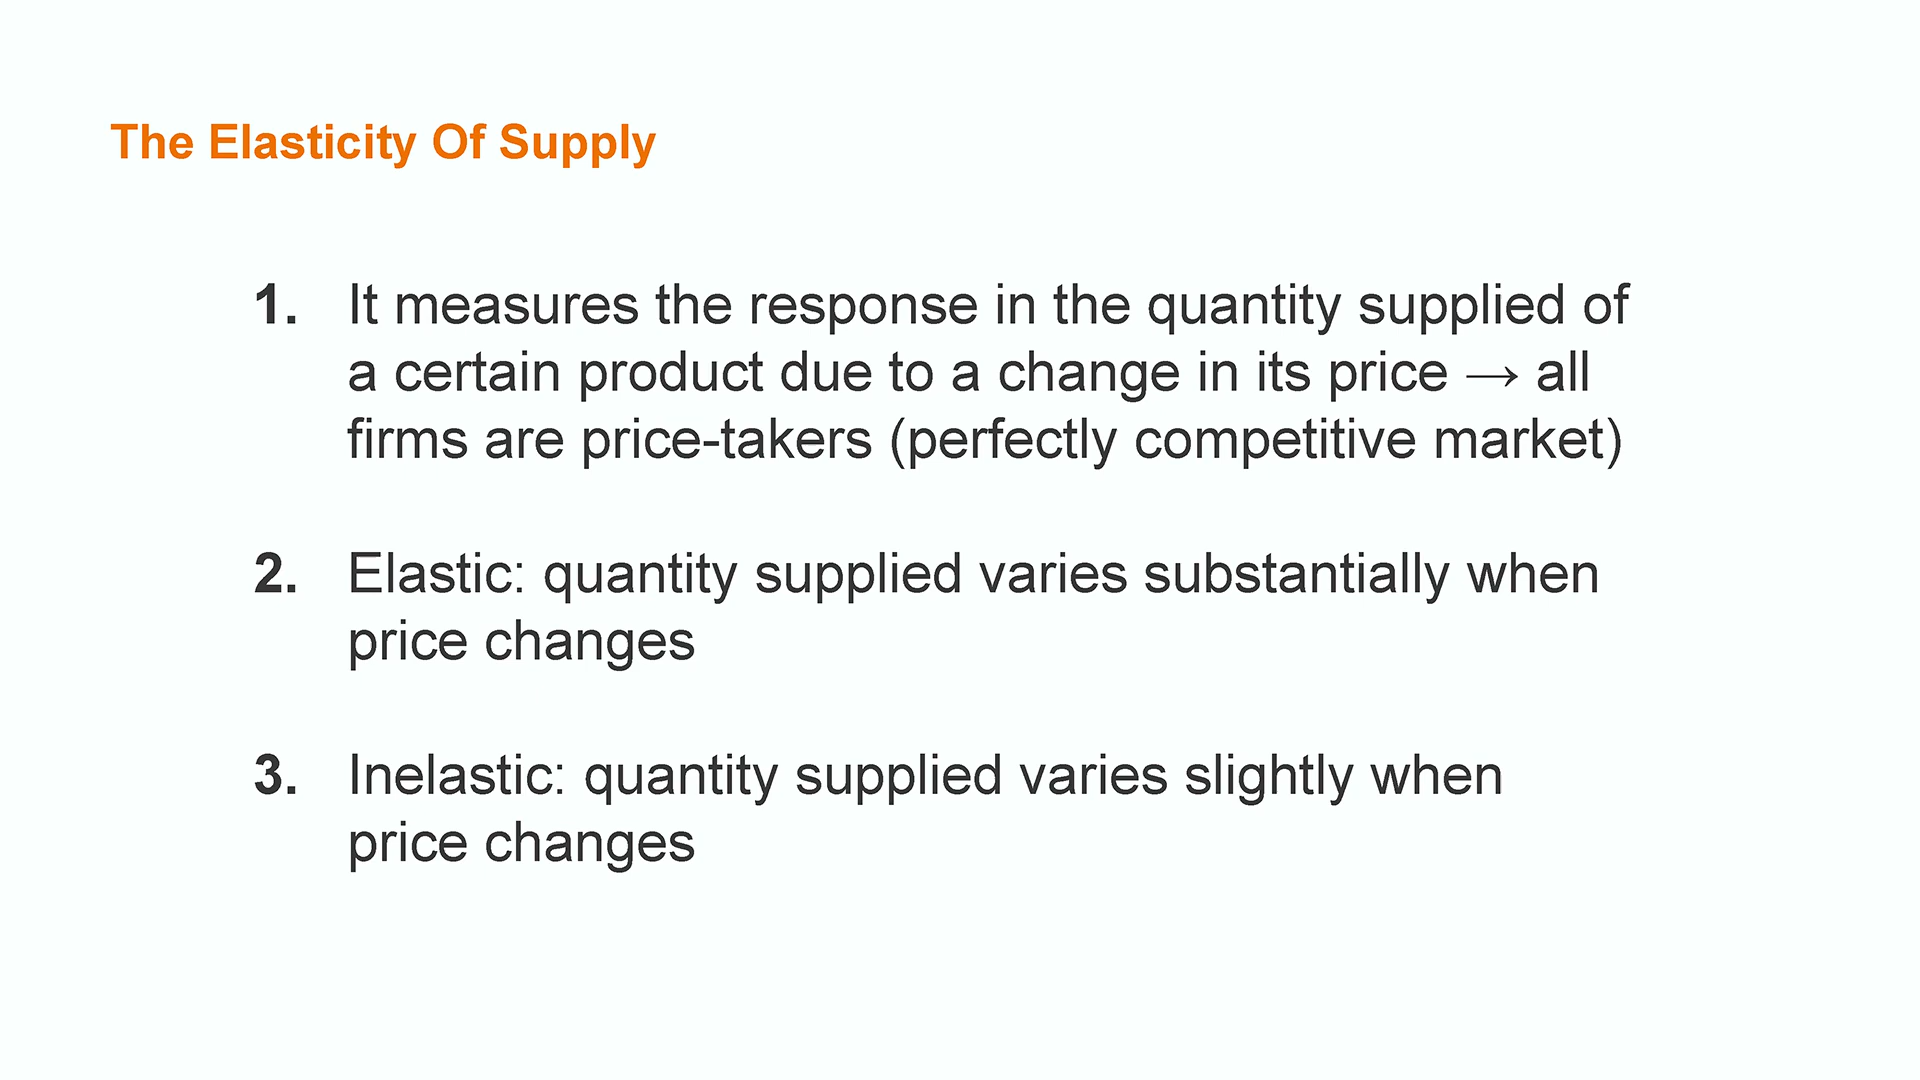 The Elasticity Of Supply
1. It measures the response in the quantity supplied of
a certain product due to a change in its price → all
firms are price-takers (perfectly competitive market)
2. Elastic: quantity supplied varies substantially when
price changes
3. Inelastic: quantity supplied varies slightly when
price changes